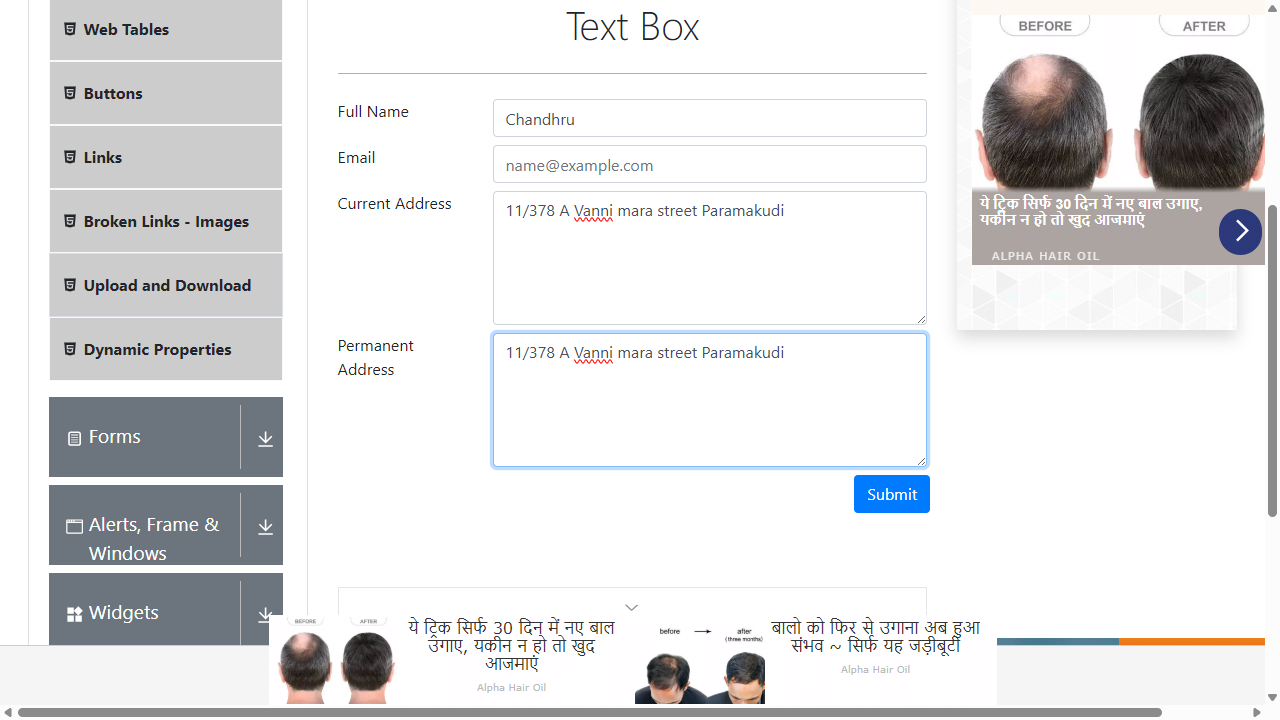 Text Box
Web Tables
Buttons
Links
Broken Links - Images
Upload and Download
Dynamic Properties
Forms
Alerts, Frame &
Windows
Widgets
Full Name
Chandhru
Email
name@example.com
Current Address
11/378 A Vanni mara street Paramakudi
Permanent
Address
11/378 A Vanni mara street Paramakudi
Submit
BEFORE
AFTER
ये ट्रिक सिर्फ 30 दिन में नए बाल उगाए,
यकीन न हो तो खुद आजमाएं
ALPHA HAIR OIL
BEFORE
AFTER
ये ट्रिक सिर्फ 30 दिन में नए बाल
उगाए, यकीन न हो तो खुद
आजमाएं
Alpha Hair Oil
before
after
(three months)
बालो को फिर से उगाना अब हुआ
संभव ~ सिर्फ यह जड़ीबूटी
Alpha Hair Oil